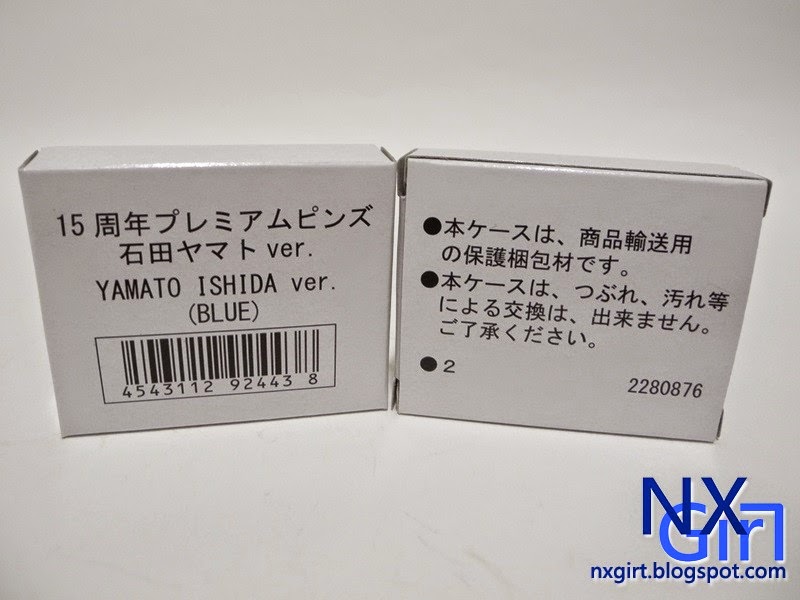 15周年プレミアムピンズ
石田ヤマトver.
YAMATO ISHIDA ver.
(BLUE)
4543112 92443 8
●本ケースは、商品輸送用
の保護梱包材です。
●本ケースは、つぶれ、汚れ等
による交換は、出来ません。
ご了承ください。
●2
2280876
NX
Girl
nxgirt.blogspot.com